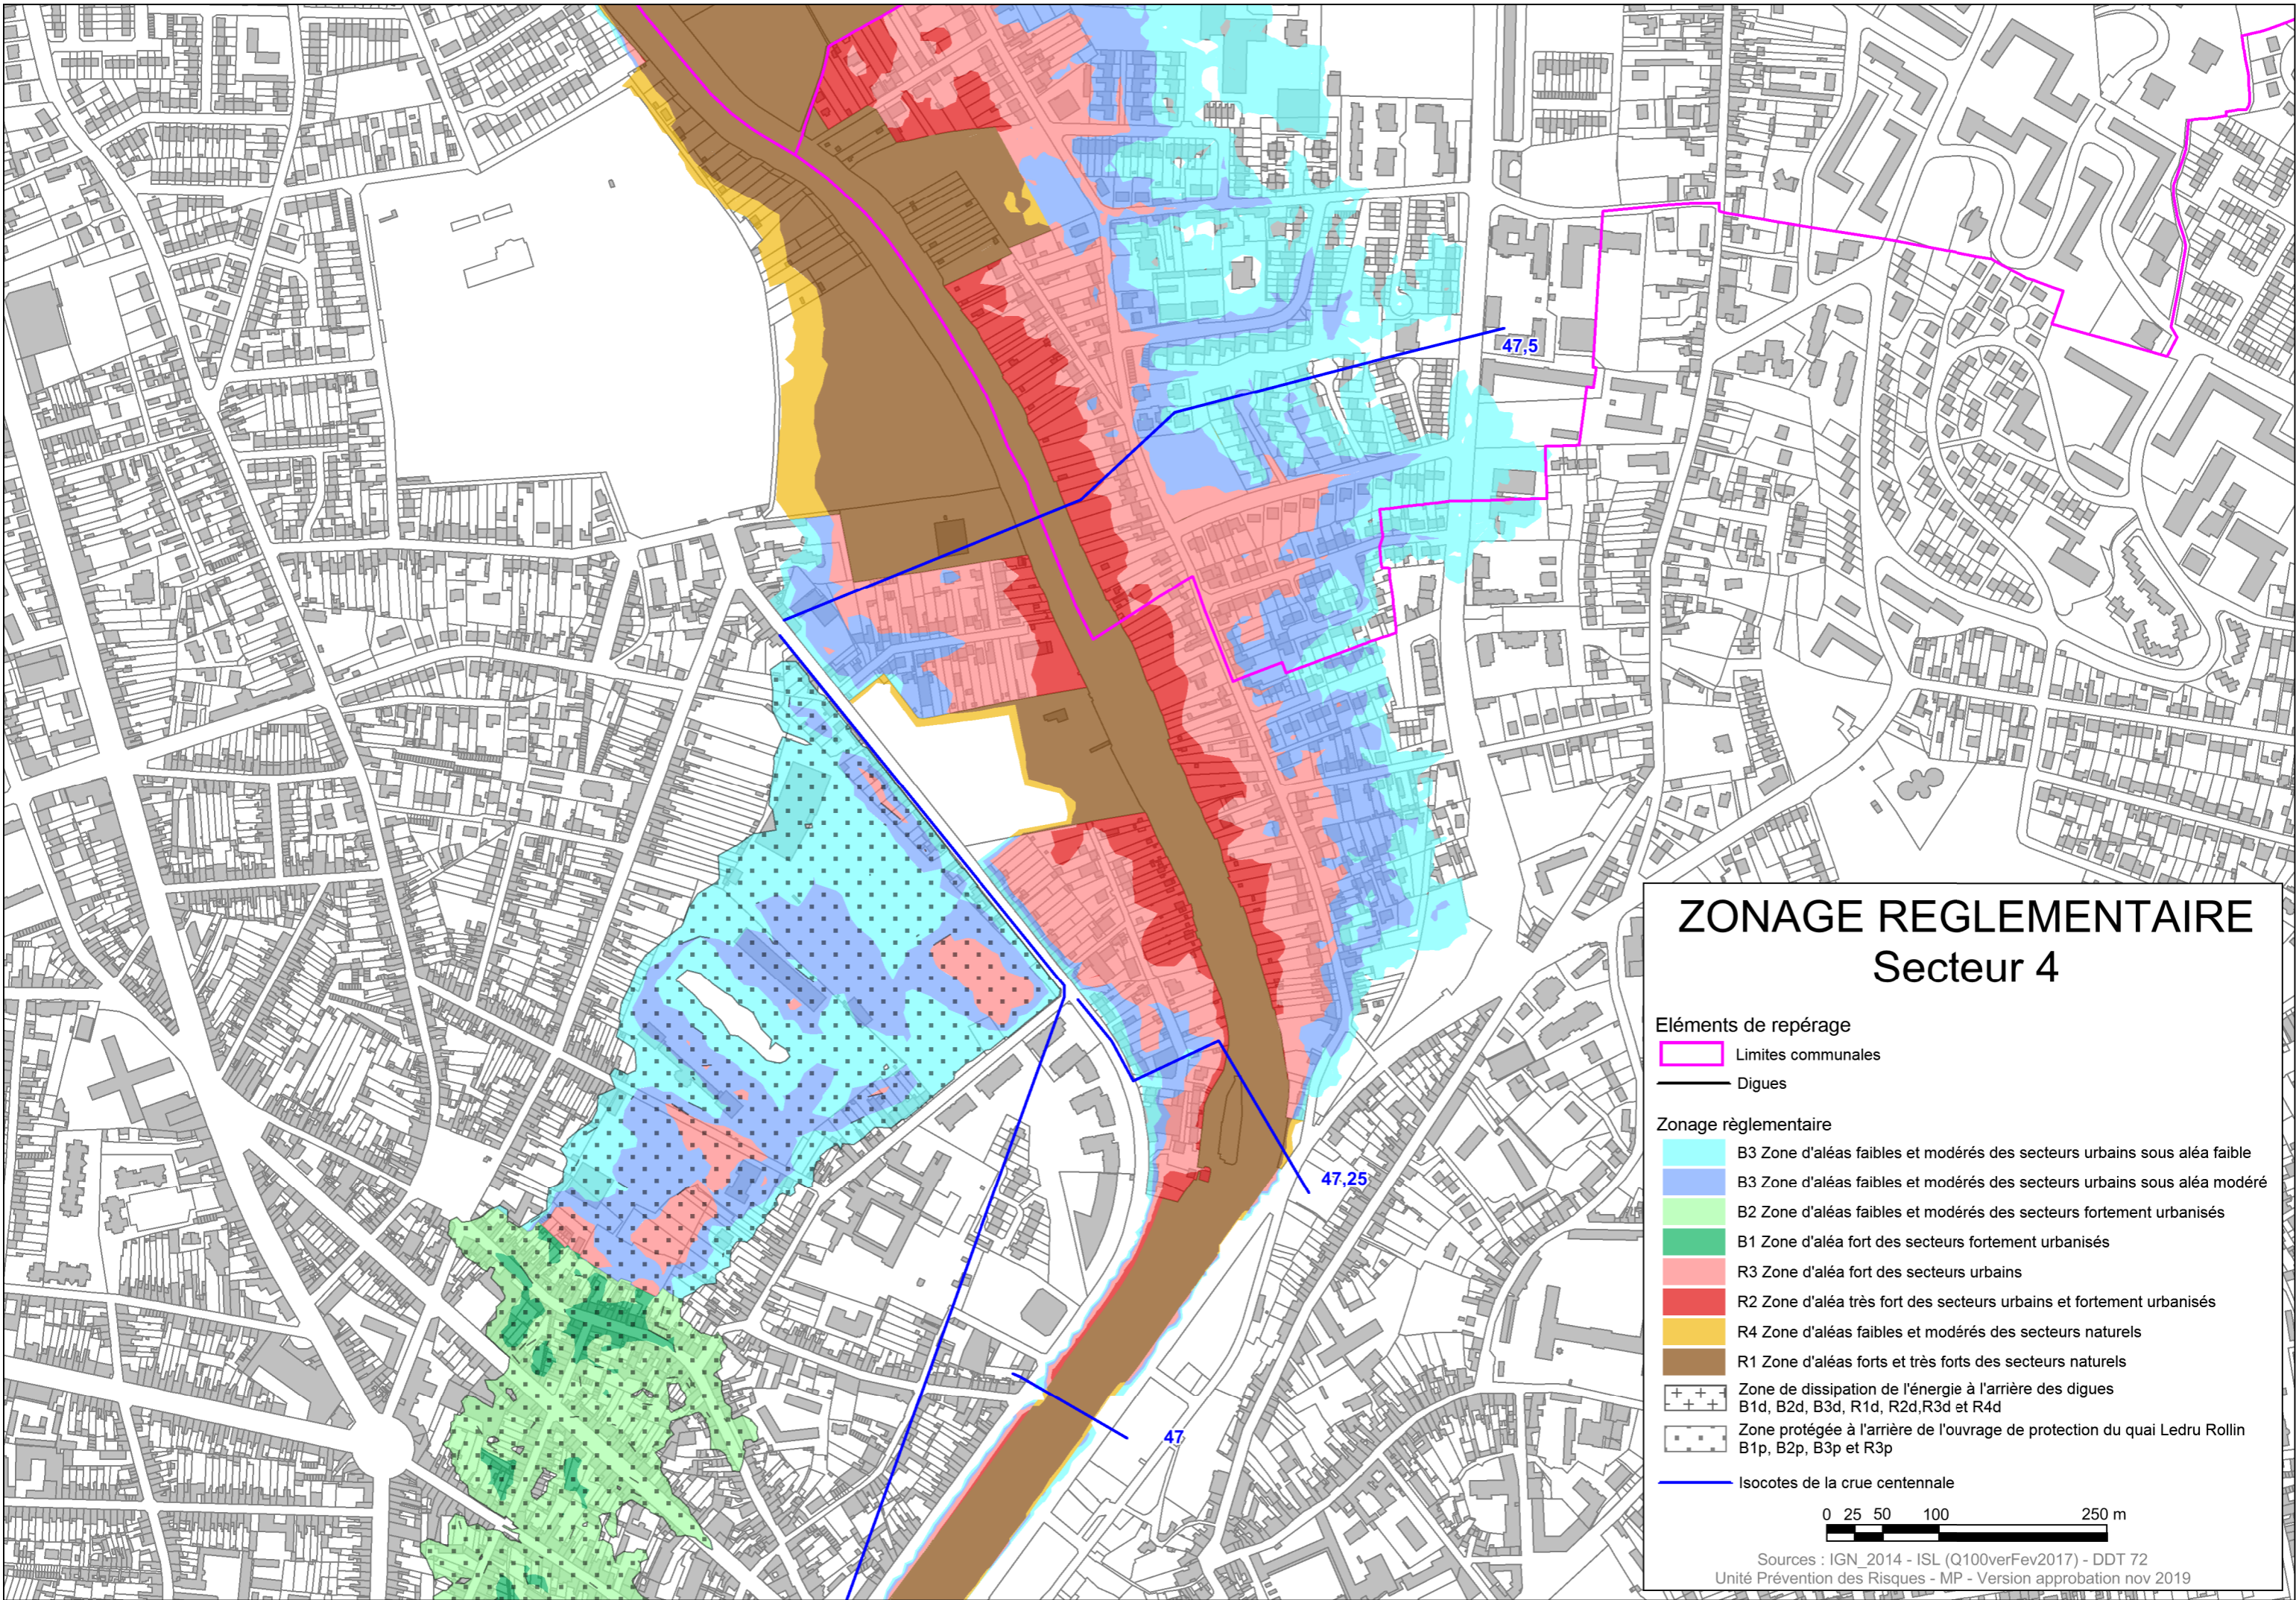 47,5
47,25
47
ZONAGE REGLEMENTAIRE
Secteur 4
Eléments de repérage
Limites communales
Digues
Zonage règlementaire
B3 Zone d'aléas faibles et modérés des secteurs urbains sous aléa faible
B3 Zone d'aléas faibles et modérés des secteurs urbains sous aléa modéré
B2 Zone d'aléas faibles et modérés des secteurs fortement urbanisés
B1 Zone d'aléa fort des secteurs fortement urbanisés
R3 Zone d'aléa fort des secteurs urbains
R2 Zone d'aléa très fort des secteurs urbains et fortement urbanisés
R4 Zone d'aléas faibles et modérés des secteurs naturels
R1 Zone d'aléas forts et très forts des secteurs naturels
Zone de dissipation de l'énergie à l'arrière des digues
B1d, B2d, B3d, R1d, R2d,R3d et R4d
Zone protégée à l'arrière de l'ouvrage de protection du quai Ledru Rollin
B1p, B2p, B3p et R3p
Isocotes de la crue centennale
0 25 50 100 250 m
Sources : IGN_2014 - ISL (Q100verFev2017) - DDT 72
Unité Prévention des Risques - MP - Version approbation nov 2019